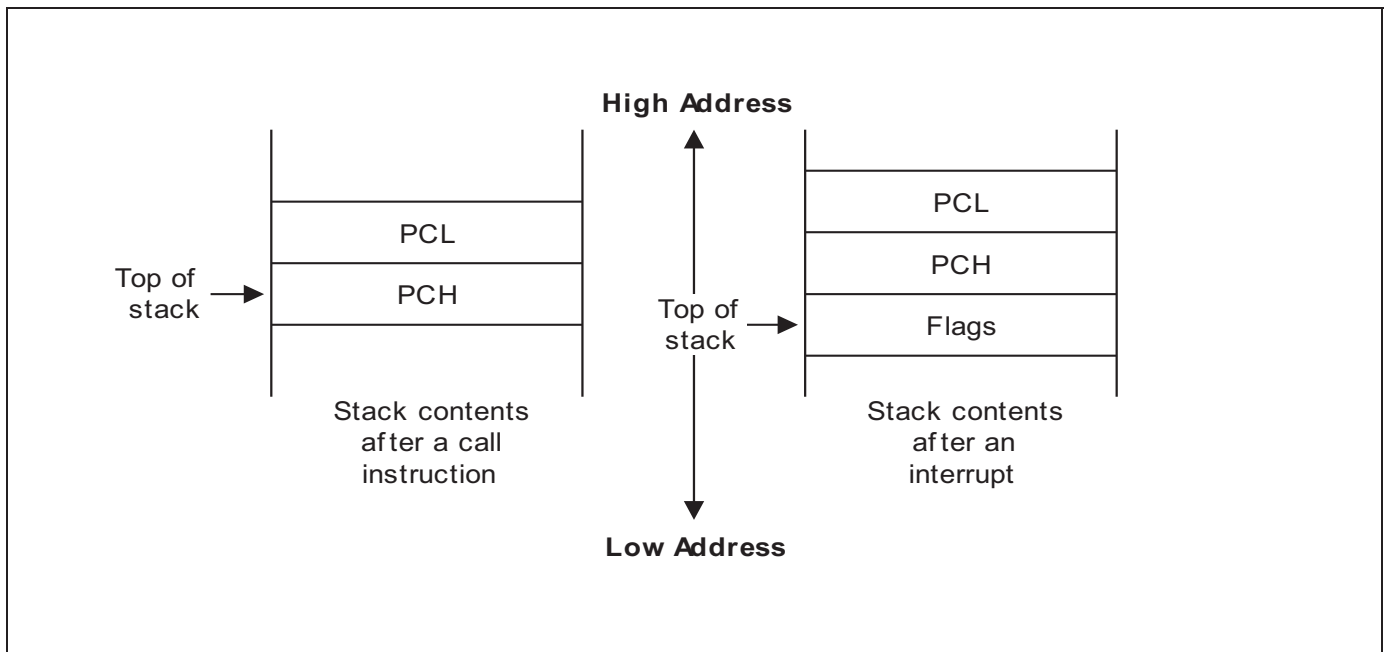 High Address
PCL
PCH
Top of
stack
Stack contents
after a call
instruction
PCL
PCH
Flags
Top of
stack
Stack contents
after an
interrupt
Low Address